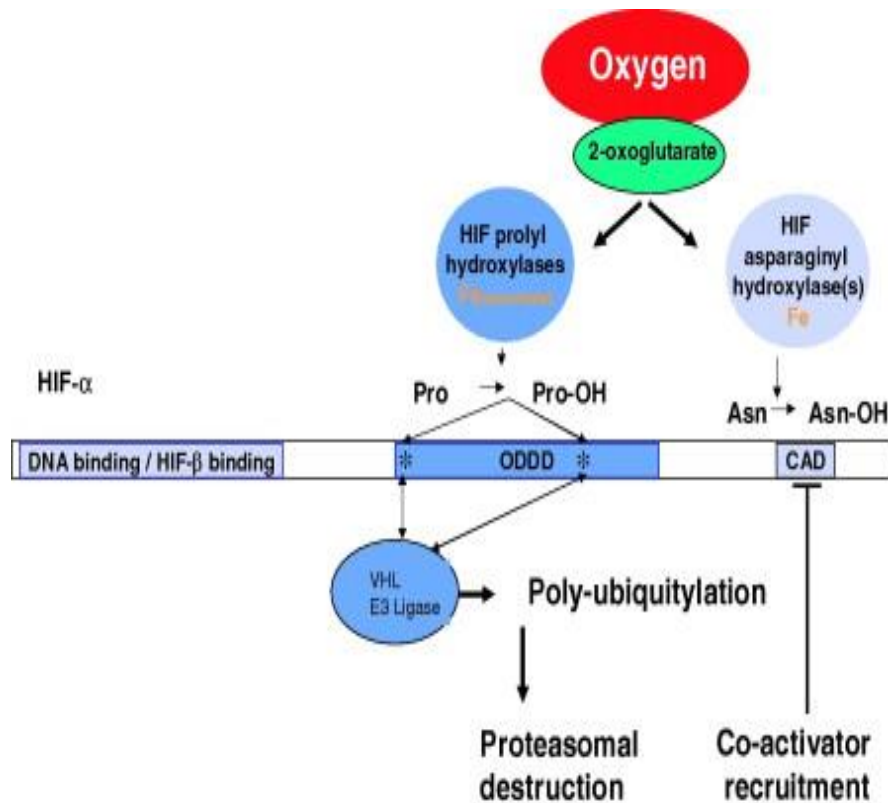 Oxygen
2-oxoglutarate
HIF prolyl
hydroxylases
HIF
asparaginyl
hydroxylase(s)
Fe
HIF-α
Pro → Pro-OH
Asn → Asn-OH
DNA binding / HIF-β binding
* ODDD *
CAD
VHL
E3 Ligase
Poly-ubiquitylation
Proteasomal
destruction
Co-activator
recruitment